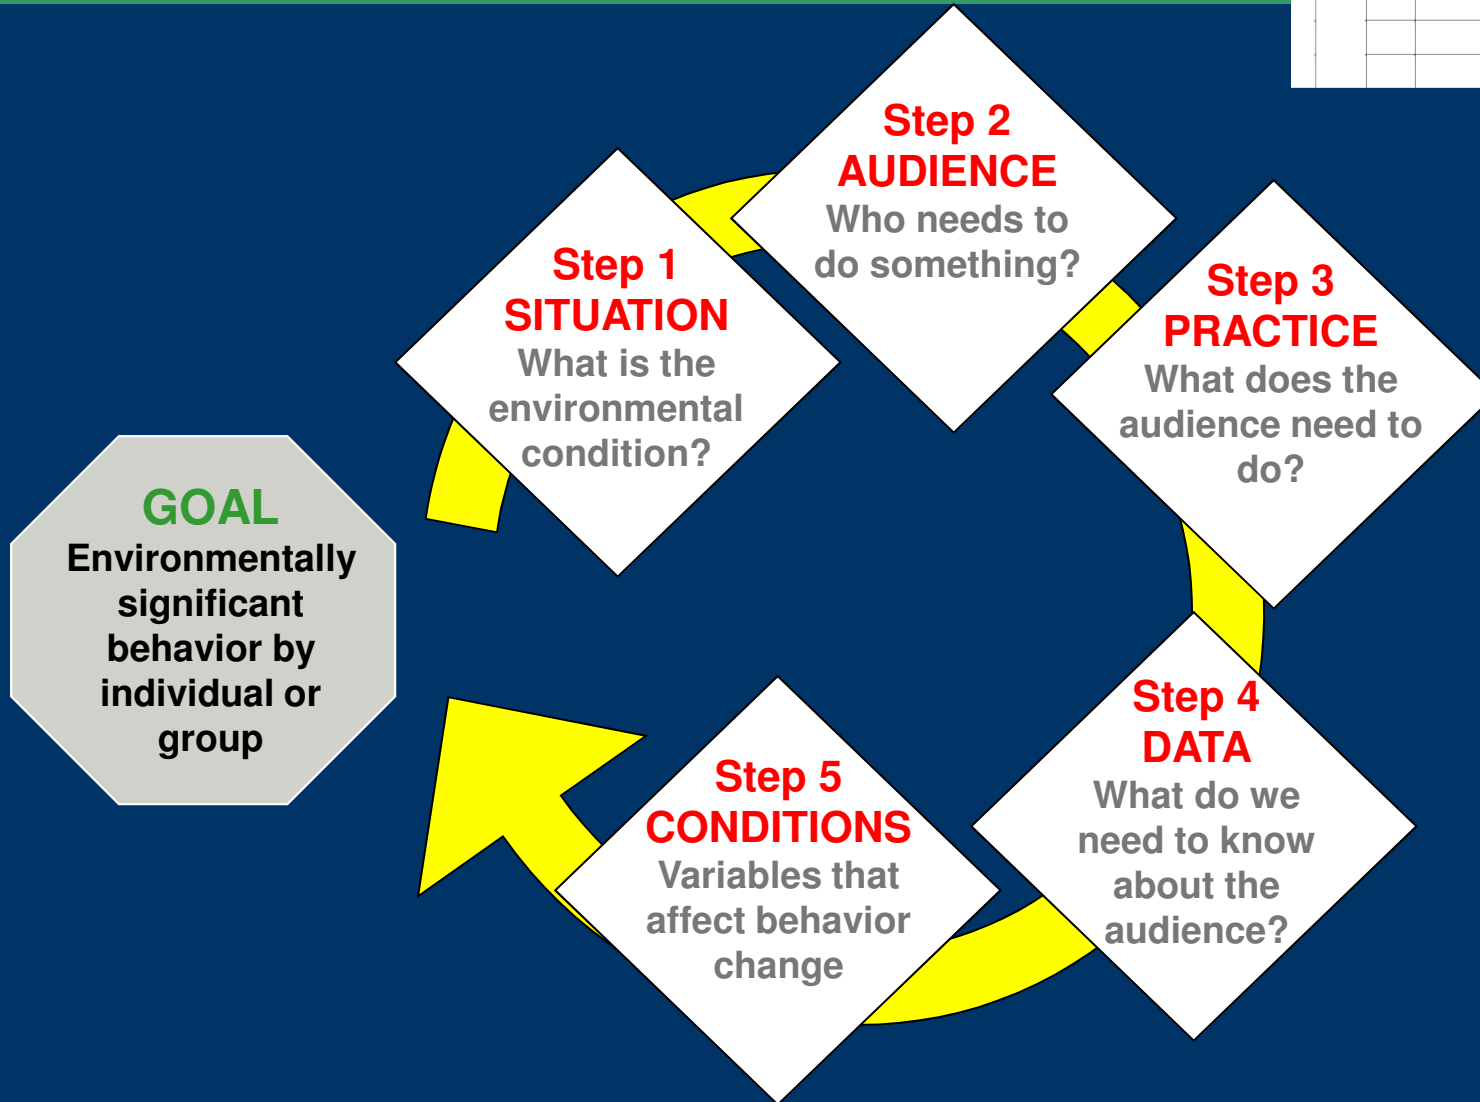 GOAL
Environmentally
significant
behavior by
individual or
group
Step 1
SITUATION
What is the
environmental
condition?
Step 2
AUDIENCE
Who needs to
do something?
Step 3
PRACTICE
What does the
audience need to
do?
Step 4
DATA
What do we
need to know
about the
audience?
Step 5
CONDITIONS
Variables that
affect behavior
change